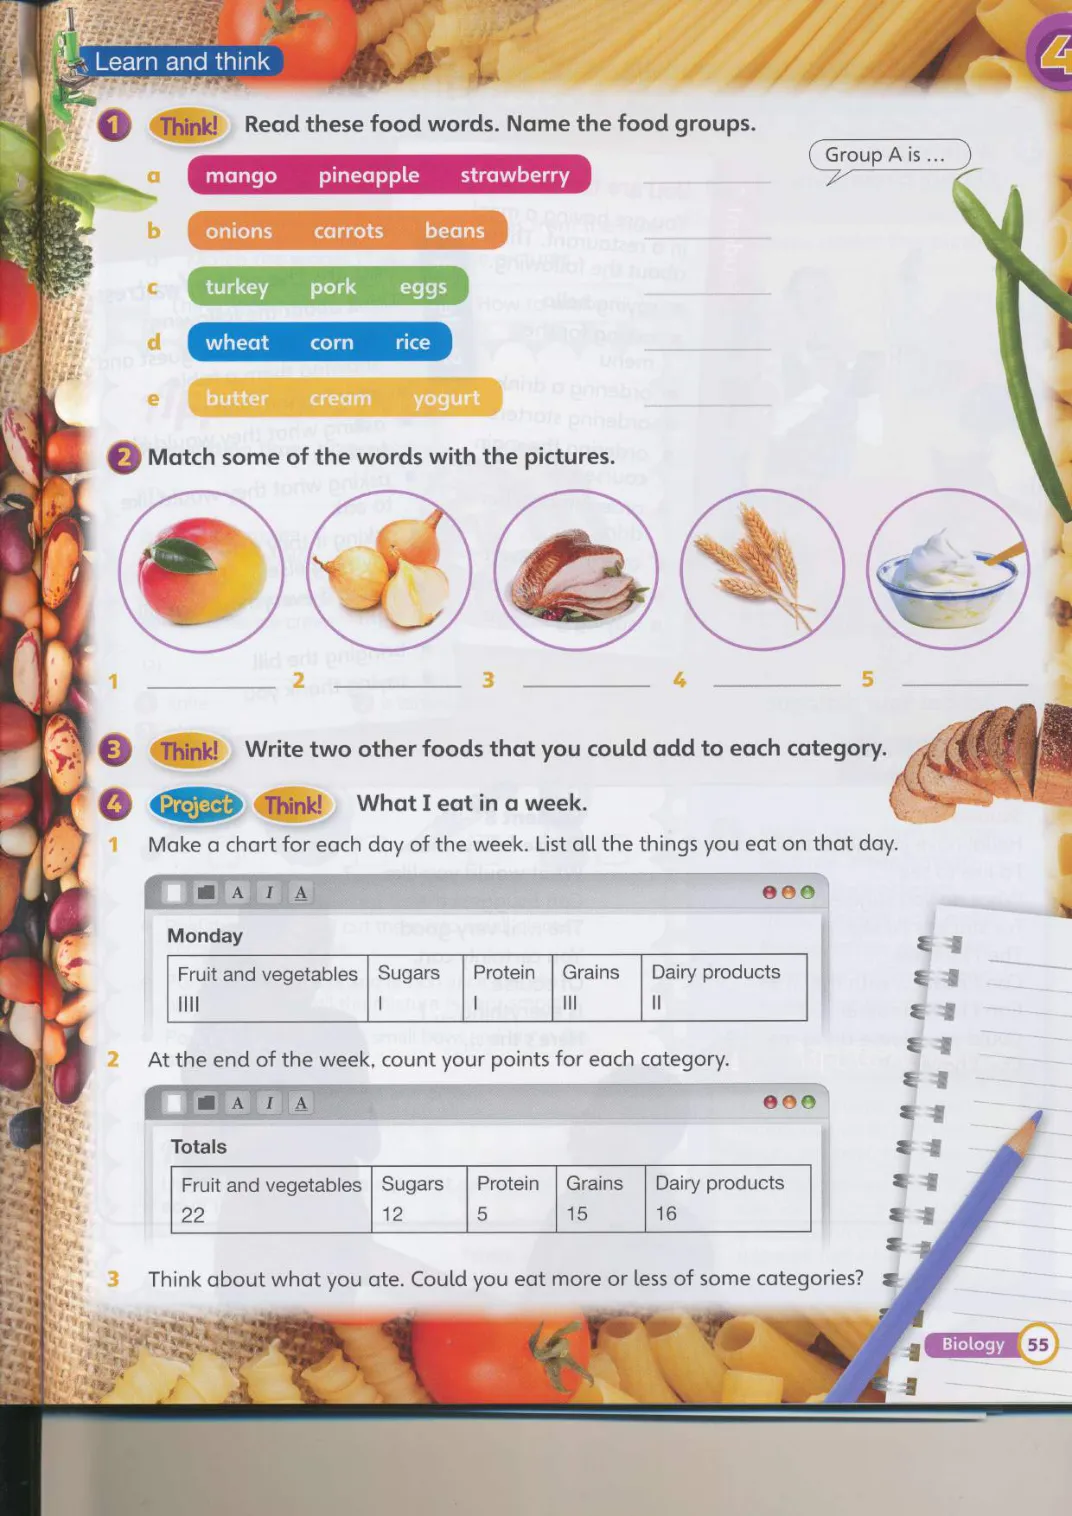 Learn and think
4
1 Think! Read these food words. Name the food groups.
Group A is ...
a mango pineapple strawberry
b onions carrots beans
c turkey pork eggs
d wheat corn rice
e butter cream yogurt
2 Match some of the words with the pictures.
1 2 3 4 5
3 Think! Write two other foods that you could add to each category.
4 Project Think! What I eat in a week.
1 Make a chart for each day of the week. List all the things you eat on that day.
A I A
Monday
Fruit and vegetables Sugars Protein Grains Dairy products
IIII I I III II
2 At the end of the week, count your points for each category.
A I A
Totals
Fruit and vegetables Sugars Protein Grains Dairy products
22 12 5 15 16
3 Think about what you ate. Could you eat more or less of some categories?
Biology 55